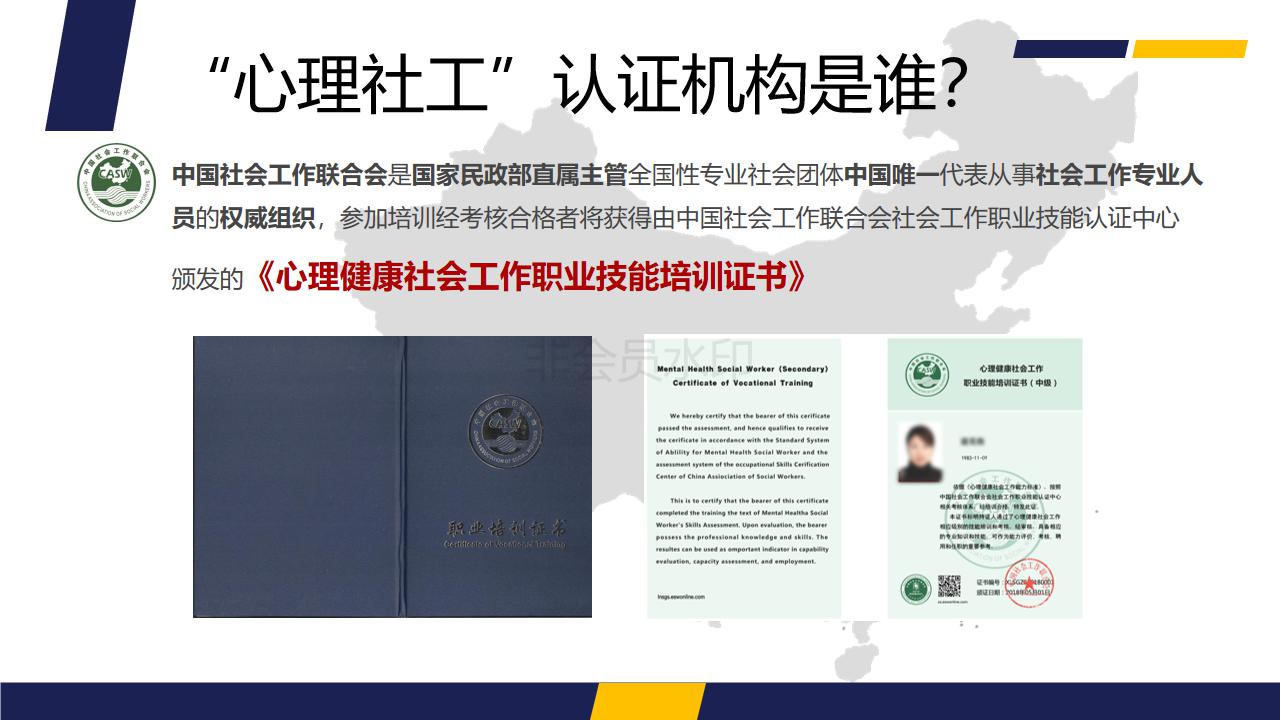 “心理社工”认证机构是谁？
中国社会工作联合会是国家民政部直属主管全国性专业社会团体中国唯一代表从事社会工作专业人
员的权威组织，参加培训经考核合格者将获得由中国社会工作联合会社会工作职业技能认证中心
颁发的《心理健康社会工作职业技能培训证书》
中国社会工作联合会
CASW
CHINA ASSOCIATION OF SOCIAL WORKERS
非会员水印
CASW
职业培训证书
Certificate of Vocational Training
Mental Health Social Worker (Secondary)
Certificate of Vocational Training
We hereby certify that the bearer of this cerificate
passed the assessment, and hence qualifies to receive
the cerificate in accordance with the Standard System
of Ablility for Mental Health Social Worker and the
assessment system of the occupational Skills Cerification
Center of China Assiociation of Social Workers.
This is to certify that the bearer of this certificate
completed the training the text of Mental Healtha Social
Worker's Skills Assessment. Upon evaluation, the bearer
possess the professional knowledge and skills. The
resultes can be used as omportant indicator in capability
evaluation, capacity assessment, and employment.
lnsgs.eswonline.com
CASW
心理健康社会工作
职业技能培训证书（中级）
1983-11-09
依据《心理健康社会工作能力标准》，按照
中国社会工作联合会社会工作职业技能认证中心
相关考核体系，经培训合格，特发此证。
本证书标明持证人通过了心理健康社会工作
相应级别的技能培训和考核。经审核，具备相应
的专业知识和技能，可作为能力评价、考核、聘
用和任职的重要参考。
证书编号：
颁证日期：2018年05月01日